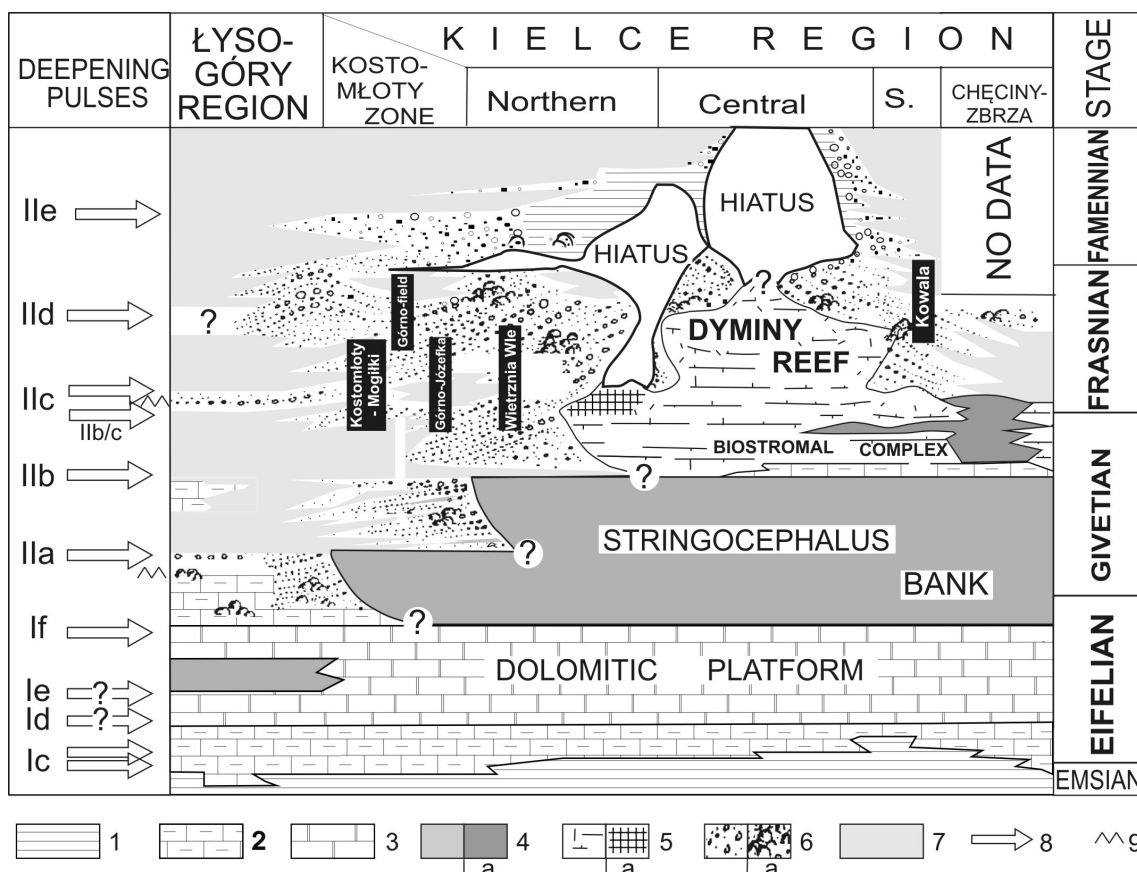 DEEPENING
PULSES
ŁYSO-
GÓRY
REGION
KIELCE REGION
KOSTO-
MŁOTY
ZONE
Northern
Central
S.
CHĘCINY-
ZBRZA
STAGE
IIe
IId
IIc
IIb/c
IIb
IIa
If
Ie ?
Id ?
Ic
HIATUS
HIATUS
NO DATA
?
?
Kostomłoty
- Mogiłki
Górno-field
Górno-Józefka
Wietrznia WIe
Kowala
DYMINY
REEF
BIOSTROMAL COMPLEX
?
STRINGOCEPHALUS
BANK
?
?
DOLOMITIC PLATFORM
FAMENNIAN
FRASNIAN
GIVETIAN
EIFELIAN
EMSIAN
1 2 3 4 5 6 7 8 9
a a a